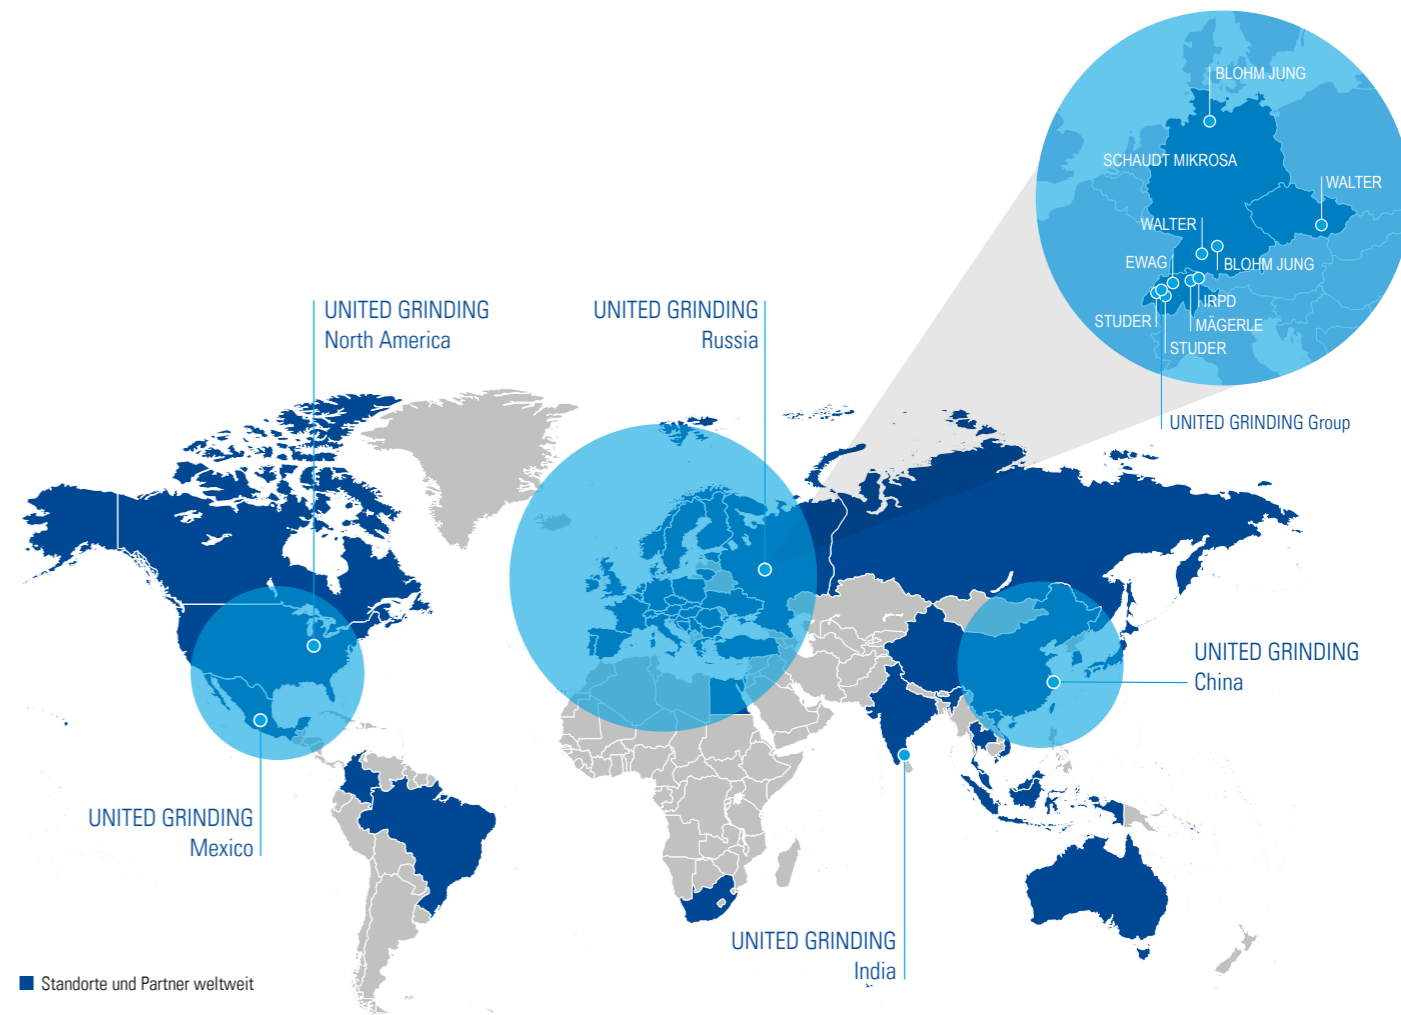 BLOHM JUNG
SCHAUDT MIKROSA
WALTER
WALTER
EWAG
BLOHM JUNG
IRPD
STUDER
MÄGERLE
STUDER
UNITED GRINDING Group
UNITED GRINDING
North America
UNITED GRINDING
Russia
UNITED GRINDING
China
UNITED GRINDING
Mexico
UNITED GRINDING
India
Standorte und Partner weltweit